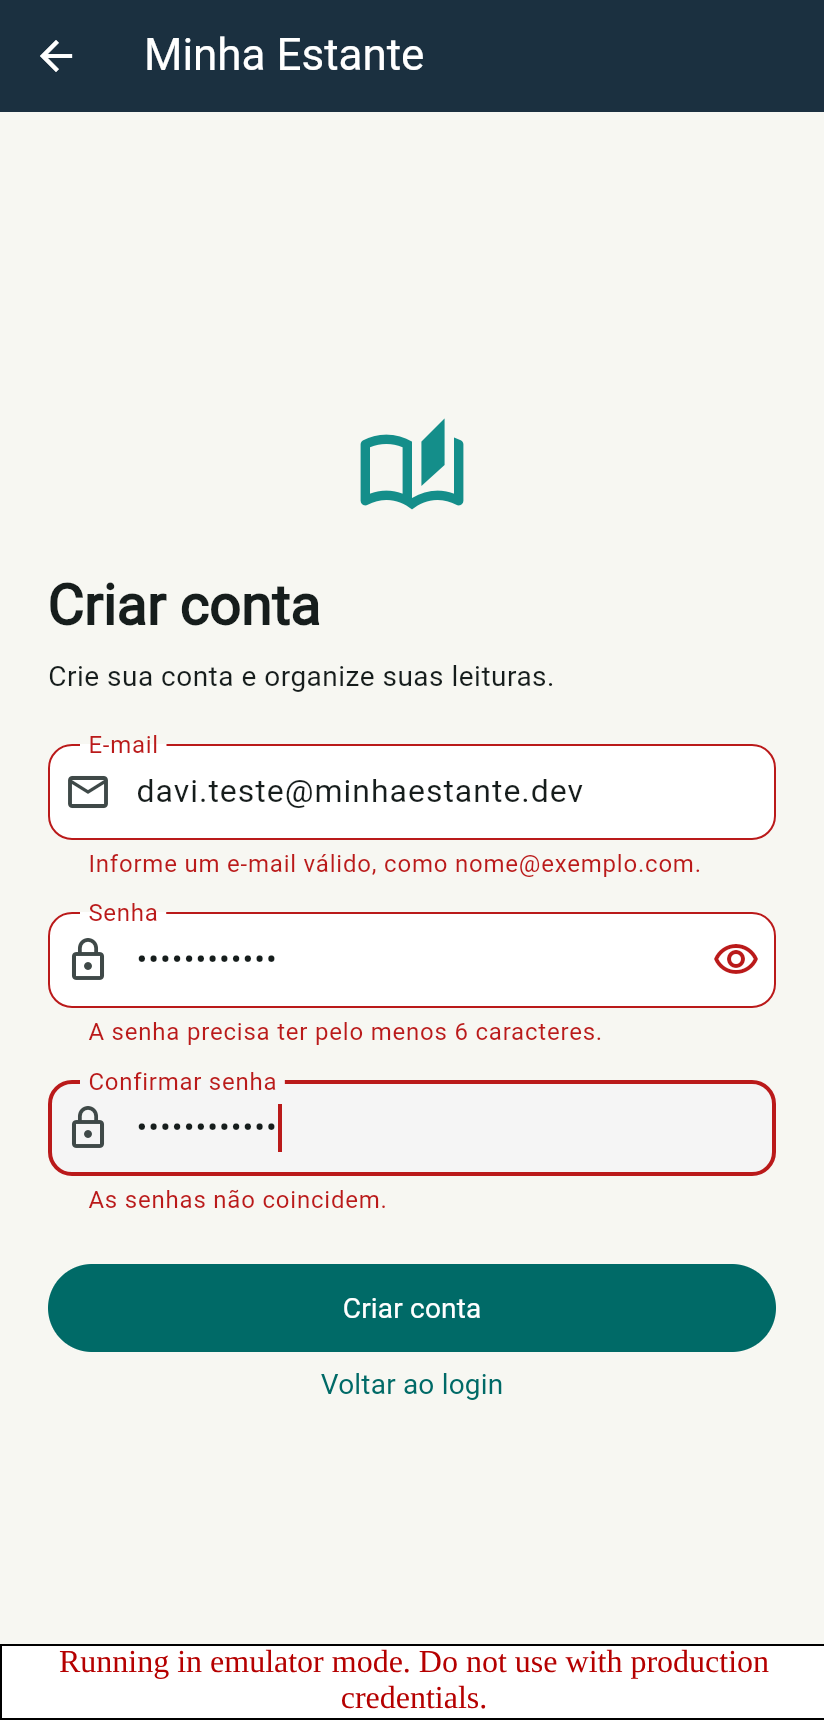 Minha Estante
Criar conta
Crie sua conta e organize suas leituras.
E-mail
davi.teste@minhaestante.dev
Informe um e-mail válido, como nome@exemplo.com.
Senha
••••••••••••
A senha precisa ter pelo menos 6 caracteres.
Confirmar senha
••••••••••••
As senhas não coincidem.
Criar conta
Voltar ao login
Running in emulator mode. Do not use with production
credentials.